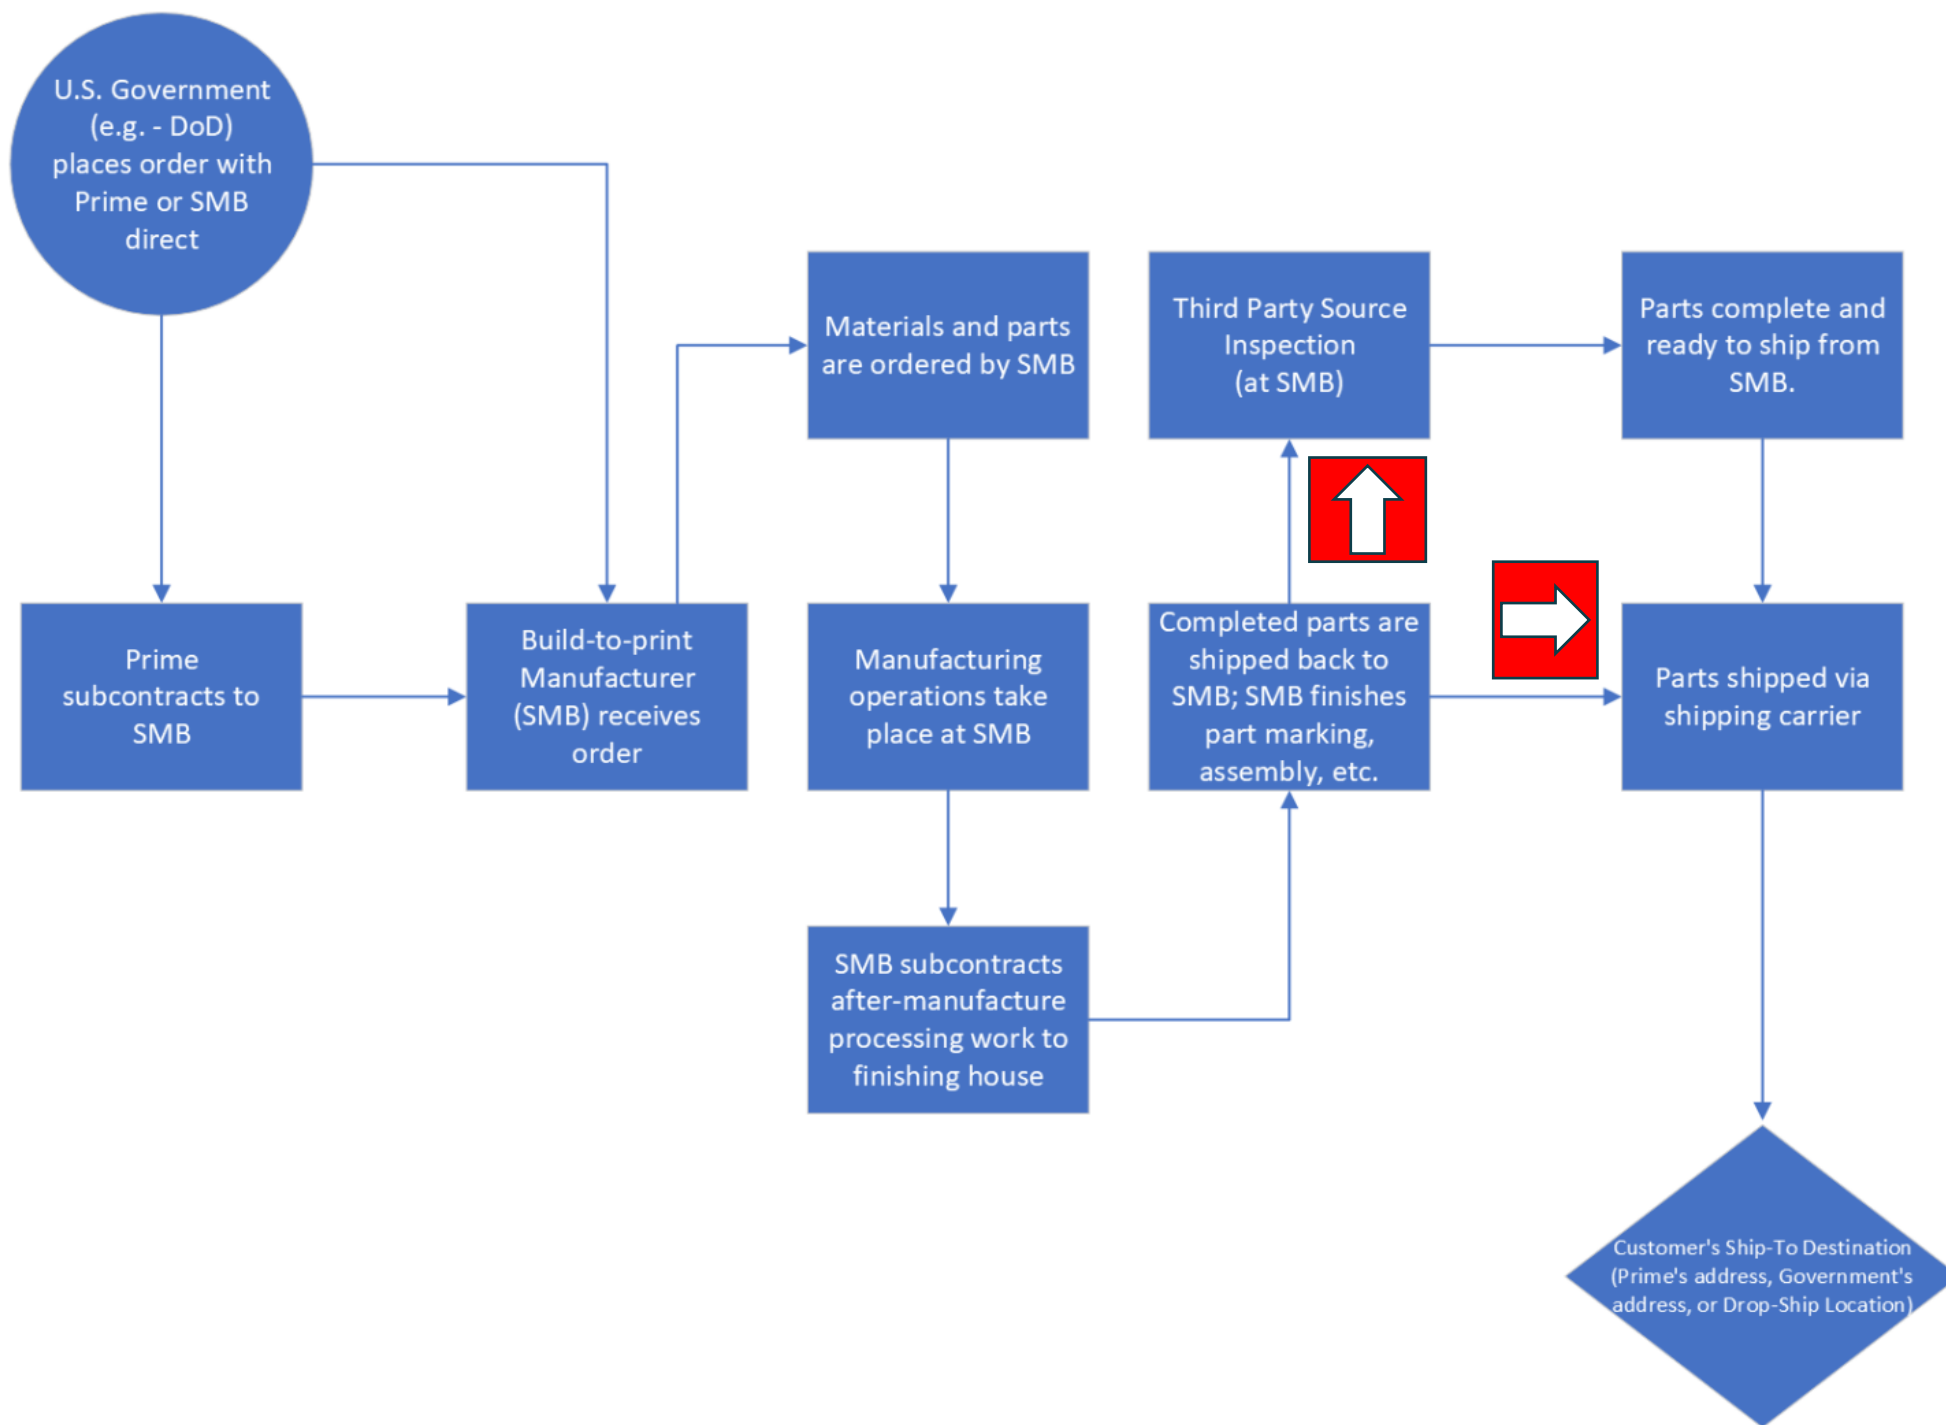 U.S. Government
(e.g. - DoD)
places order with
Prime or SMB
direct
Prime
subcontracts to
SMB
Build-to-print
Manufacturer
(SMB) receives
order
Materials and parts
are ordered by SMB
Manufacturing
operations take
place at SMB
SMB subcontracts
after-manufacture
processing work to
finishing house
Completed parts are
shipped back to
SMB; SMB finishes
part marking,
assembly, etc.
Third Party Source
Inspection
(at SMB)
Parts complete and
ready to ship from
SMB.
Parts shipped via
shipping carrier
Customer's Ship-To Destination
(Prime's address, Government's
address, or Drop-Ship Location)